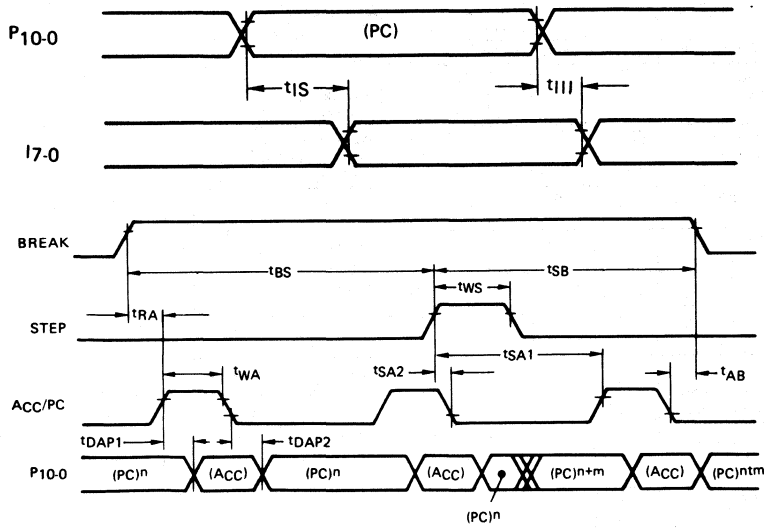 P10-0 (PC)
tIS tIII
I7-0
BREAK
tBS tSB
tWS
tRA
STEP
tWA tSA2 tSA1 tAB
ACC/PC
tDAP1 tDAP2
P10-0 (PC)n (ACC) (PC)n (ACC) (PC)n+m (ACC) (PC)ntm
(PC)n